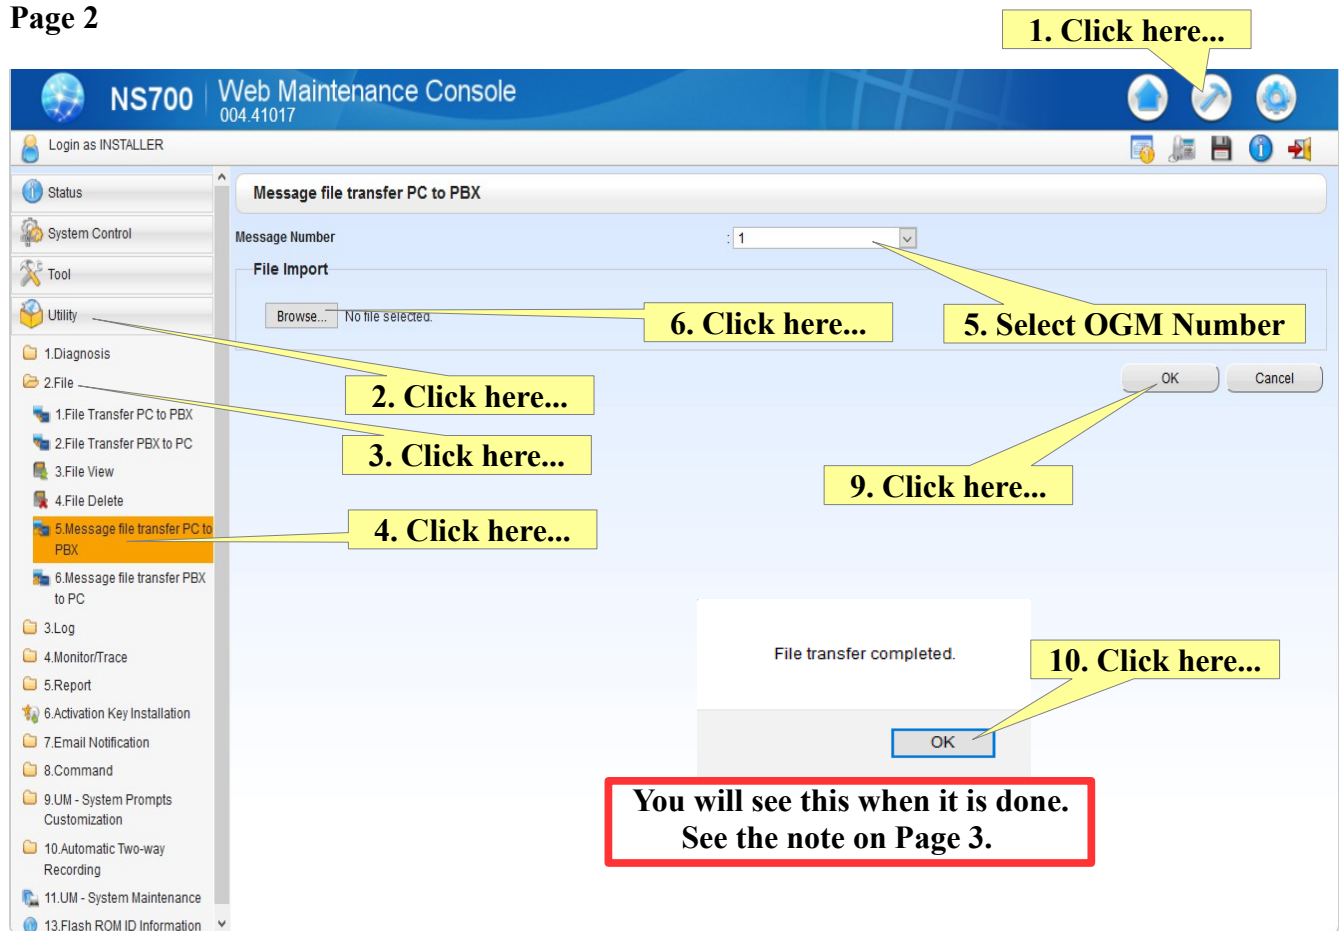 Page 2
1. Click here...
NS700
Web Maintenance Console
004.41017
Login as INSTALLER
Status
System Control
Tool
Utility
1.Diagnosis
2.File
1.File Transfer PC to PBX
2.File Transfer PBX to PC
3.File View
4.File Delete
5.Message file transfer PC to
PBX
6.Message file transfer PBX
to PC
3.Log
4.Monitor/Trace
5.Report
6.Activation Key Installation
7.Email Notification
8.Command
9.UM - System Prompts
Customization
10.Automatic Two-way
Recording
11.UM - System Maintenance
13.Flash ROM ID Information
Message file transfer PC to PBX
Message Number
: 1
File Import
Browse... No file selected.
6. Click here...
5. Select OGM Number
OK
Cancel
2. Click here...
3. Click here...
9. Click here...
4. Click here...
File transfer completed.
10. Click here...
OK
You will see this when it is done.
See the note on Page 3.